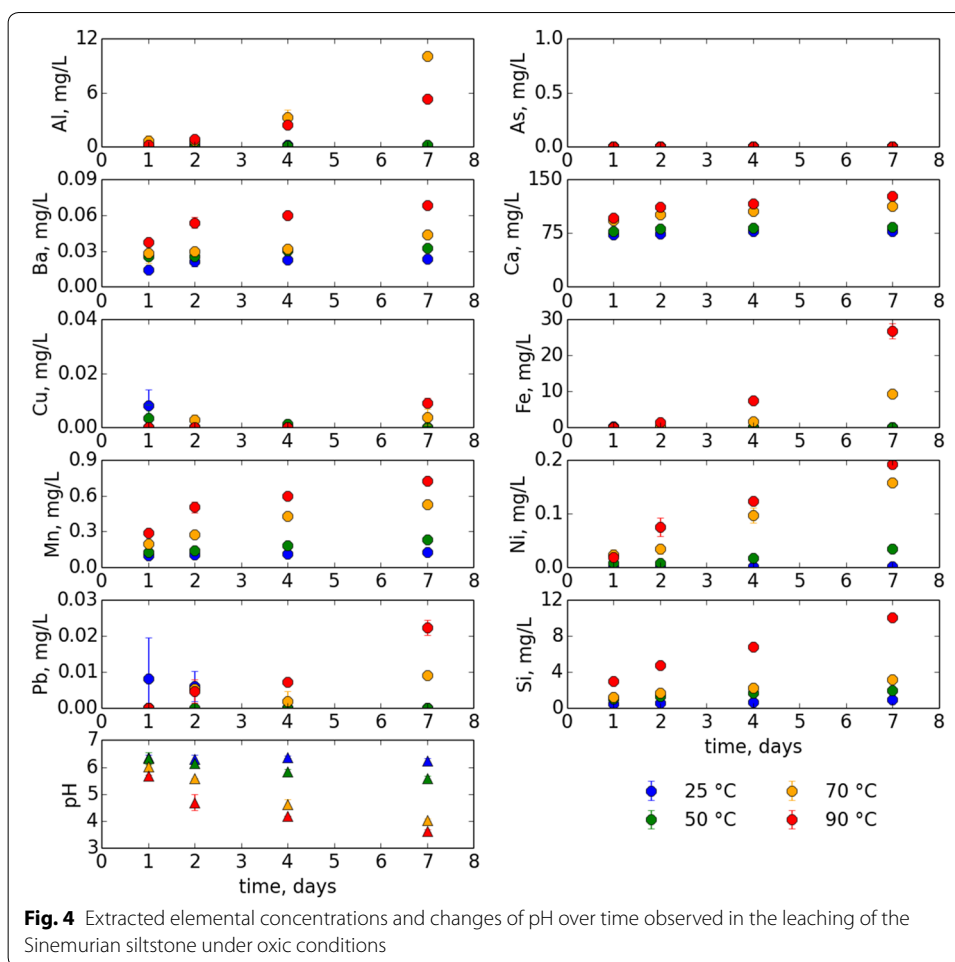 12
6
0
Al, mg/L
1 2 3 4 5 6 7 8
1.0
0.5
0.0
As, mg/L
0 1 2 3 4 5 6 7 8
0.09
0.06
0.03
0.00
Ba, mg/L
0 1 2 3 4 5 6 7 8
150
75
0
Ca, mg/L
0 1 2 3 4 5 6 7 8
0.04
0.02
0.00
Cu, mg/L
0 1 2 3 4 5 6 7 8
30
20
10
0
Fe, mg/L
0 1 2 3 4 5 6 7 8
0.9
0.6
0.3
0.0
Mn, mg/L
0 1 2 3 4 5 6 7 8
0.2
0.1
0.0
Ni, mg/L
0 1 2 3 4 5 6 7 8
0.03
0.02
0.01
0.00
Pb, mg/L
0 1 2 3 4 5 6 7 8
12
8
4
0
Si, mg/L
0 1 2 3 4 5 6 7 8
time, days
7
6
5
4
3
pH
0 1 2 3 4 5 6 7 8
time, days
25 °C
50 °C
70 °C
90 °C
Fig. 4 Extracted elemental concentrations and changes of pH over time observed in the leaching of the
Sinemurian siltstone under oxic conditions